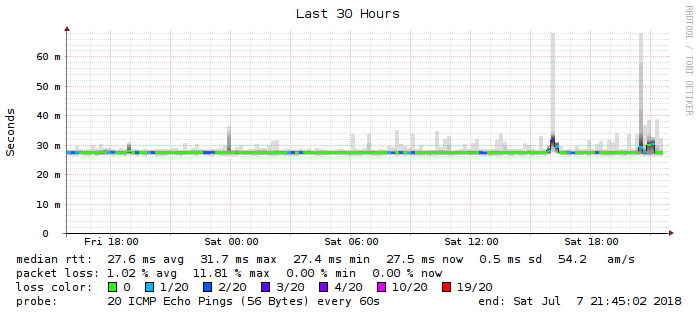 Last 30 Hours
RRDTOOL / TOBI OETIKER
Seconds
60 m
50 m
40 m
30 m
20 m
10 m
0
Fri 18:00 Sat 00:00 Sat 06:00 Sat 12:00 Sat 18:00
median rtt: 27.6 ms avg 31.7 ms max 27.4 ms min 27.5 ms now 0.5 ms sd 54.2 am/s
packet loss: 1.02 % avg 11.81 % max 0.00 % min 0.00 % now
loss color: 0 1/20 2/20 3/20 4/20 10/20 19/20
probe: 20 ICMP Echo Pings (56 Bytes) every 60s end: Sat Jul 7 21:45:02 2018